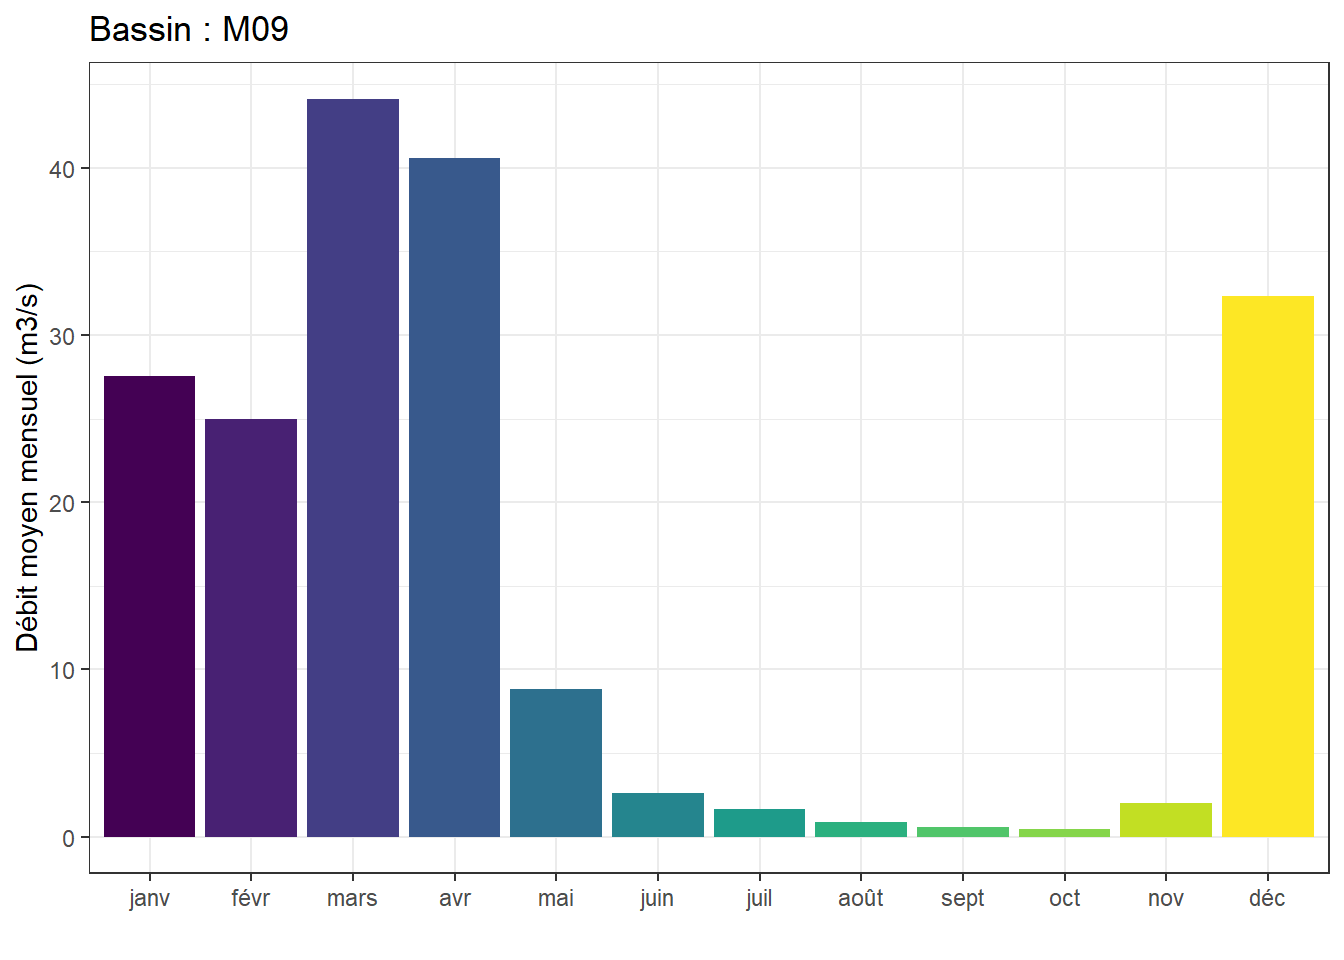 Bassin : M09
Débit moyen mensuel (m3/s)
40
30
20
10
0
janv févr mars avr mai juin juil août sept oct nov déc